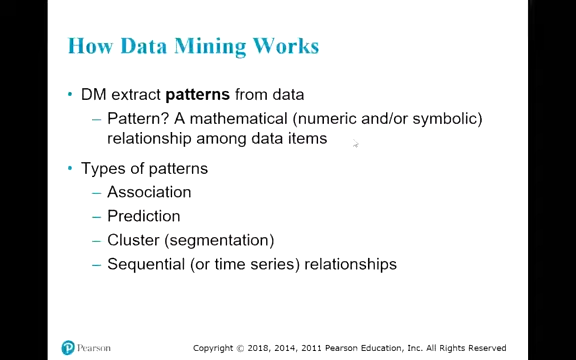 How Data Mining Works
• DM extract patterns from data
– Pattern? A mathematical (numeric and/or symbolic)
relationship among data items
• Types of patterns
– Association
– Prediction
– Cluster (segmentation)
– Sequential (or time series) relationships
Pearson
Copyright © 2018, 2014, 2011 Pearson Education, Inc. All Rights Reserved